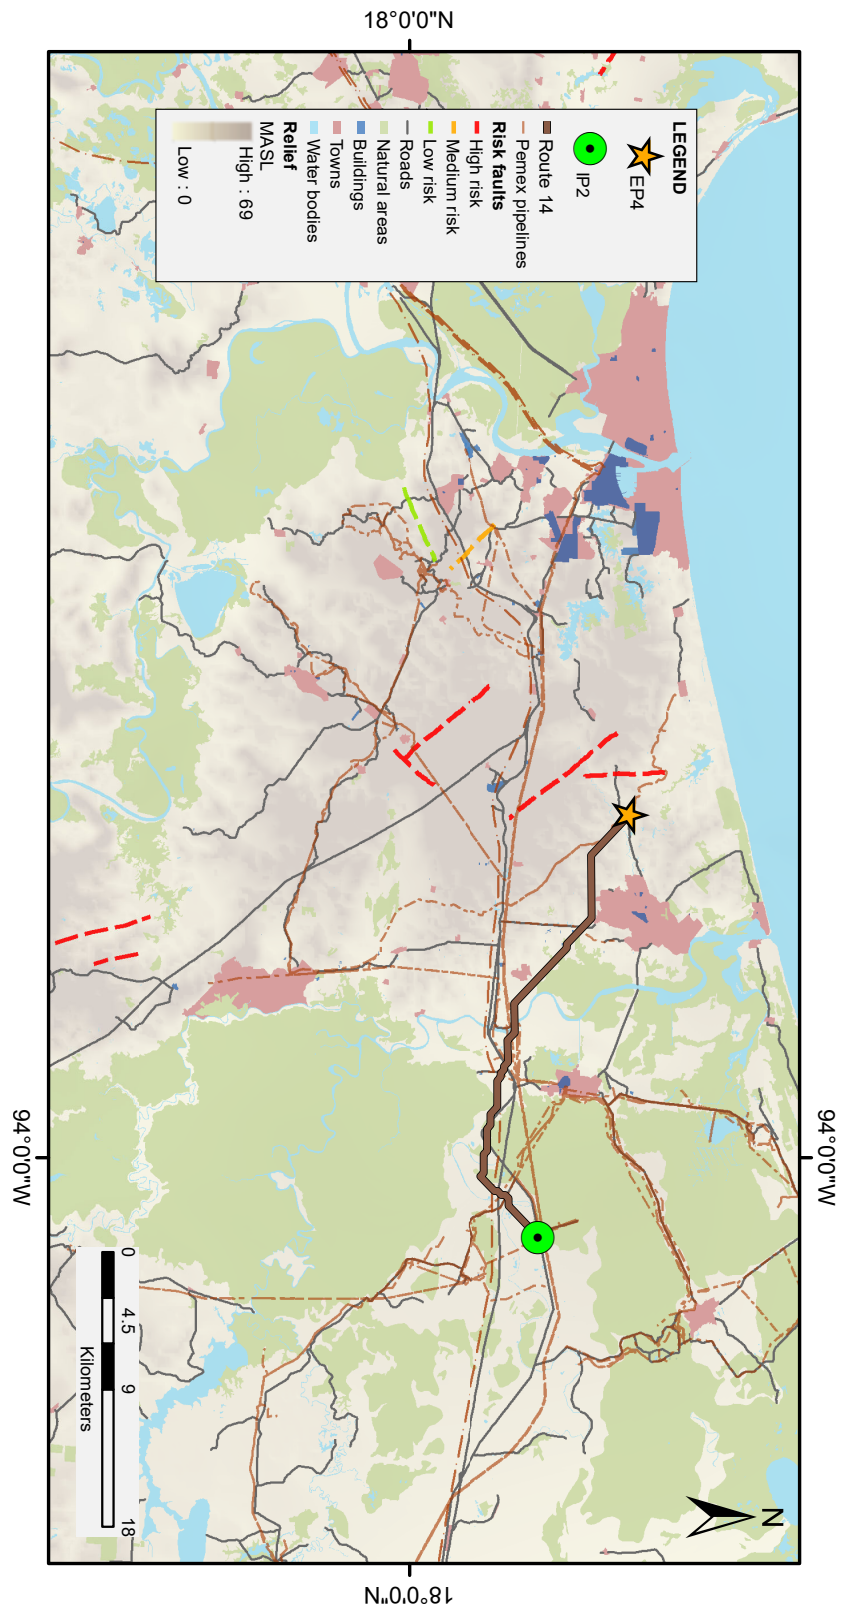 18°0'0"N
LEGEND
EP4
IP2
Route 14
Pemex pipelines
Risk faults
High risk
Medium risk
Low risk
Roads
Natural areas
Buildings
Towns
Water bodies
Relief
MASL
High : 69
Low : 0
94°0'0"W
94°0'0"W
0 4.5 9 18
Kilometers
N
18°0'0"N